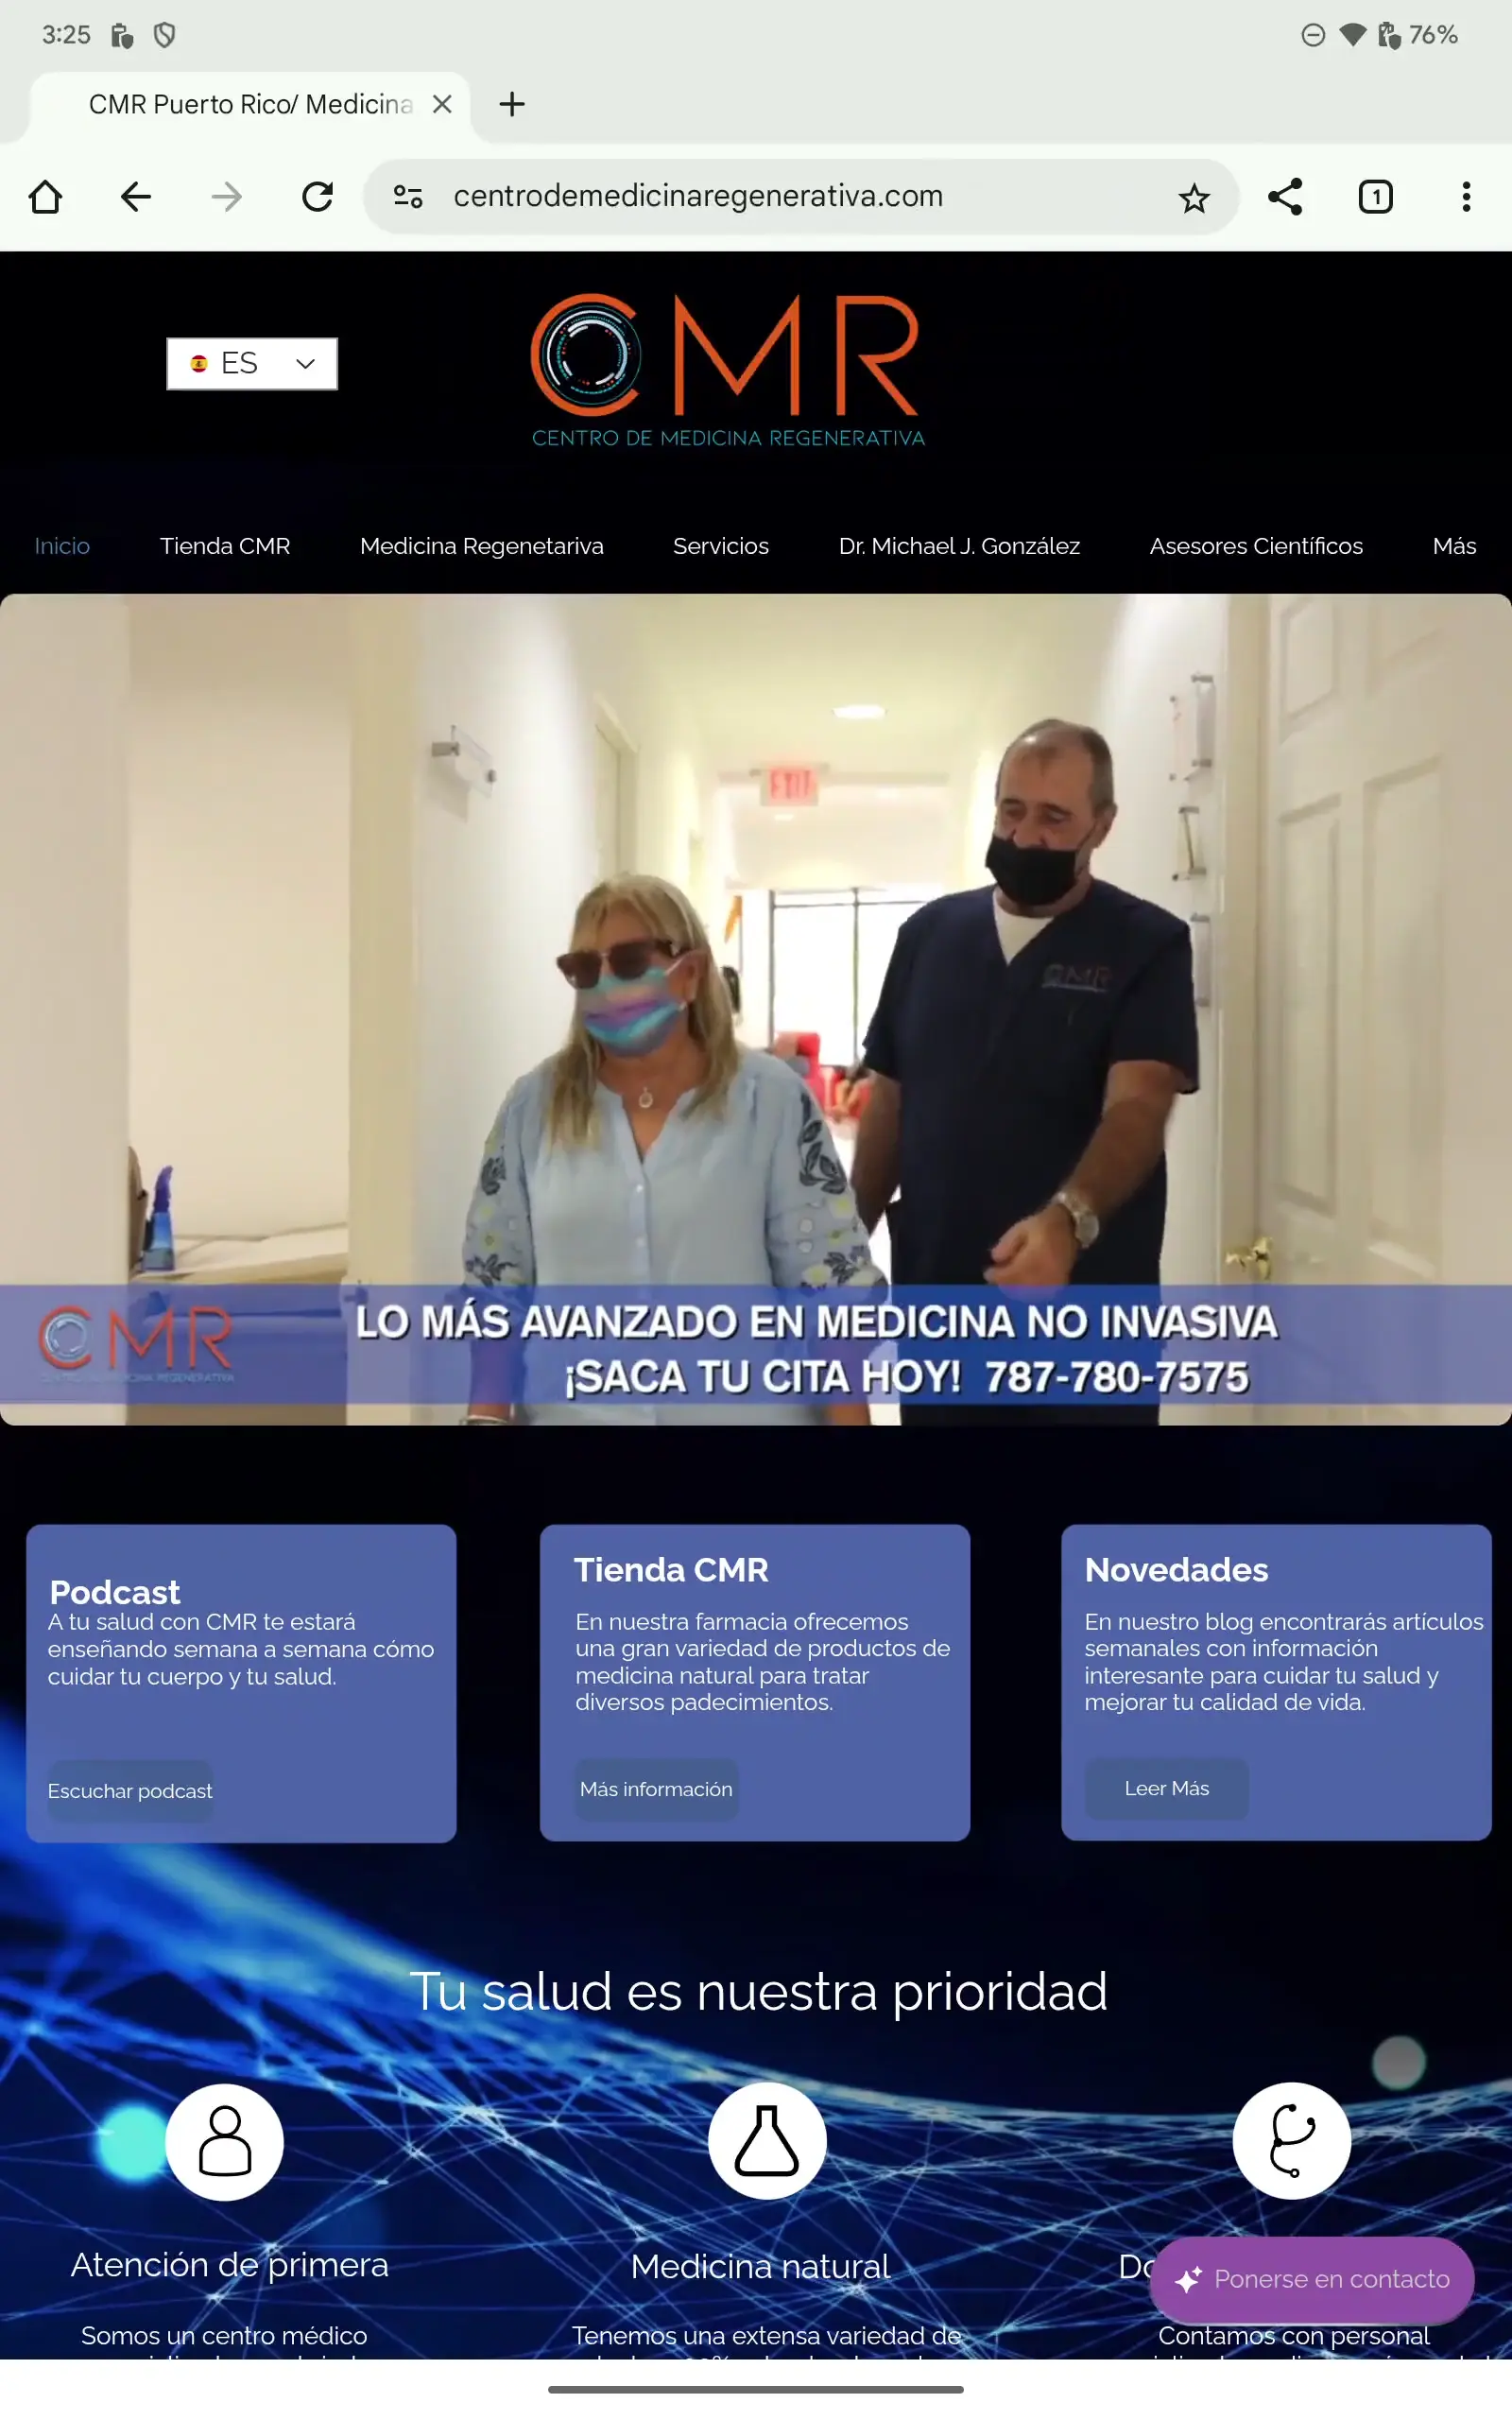 3:25
76%
CMR Puerto Rico/ Medicina
centrodemedicinaregenerativa.com
1
ES
CMR
CENTRO DE MEDICINA REGENERATIVA
Inicio
Tienda CMR
Medicina Regenetariva
Servicios
Dr. Michael J. González
Asesores Científicos
Más
EXIT
CMR
CMR
LO MÁS AVANZADO EN MEDICINA NO INVASIVA
¡SACA TU CITA HOY! 787-780-7575
Podcast
A tu salud con CMR te estará
enseñando semana a semana cómo
cuidar tu cuerpo y tu salud.
Escuchar podcast
Tienda CMR
En nuestra farmacia ofrecemos
una gran variedad de productos de
medicina natural para tratar
diversos padecimientos.
Más información
Novedades
En nuestro blog encontrarás artículos
semanales con información
interesante para cuidar tu salud y
mejorar tu calidad de vida.
Leer Más
Tu salud es nuestra prioridad
Atención de primera
Somos un centro médico
Medicina natural
Tenemos una extensa variedad de
Ponerse en contacto
Contamos con personal